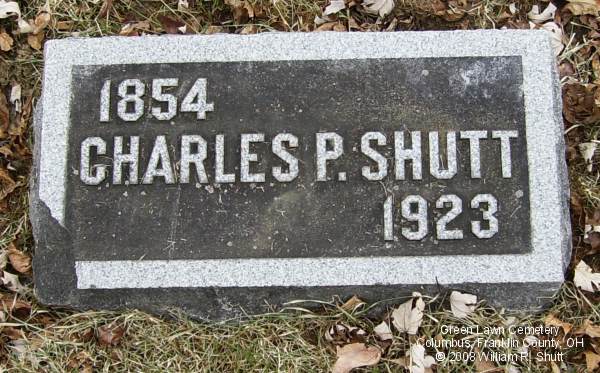 1854
CHARLES P. SHUTT
1923
Green Lawn Cemetery
Columbus, Franklin County, OH
© 2008 William R. Shutt